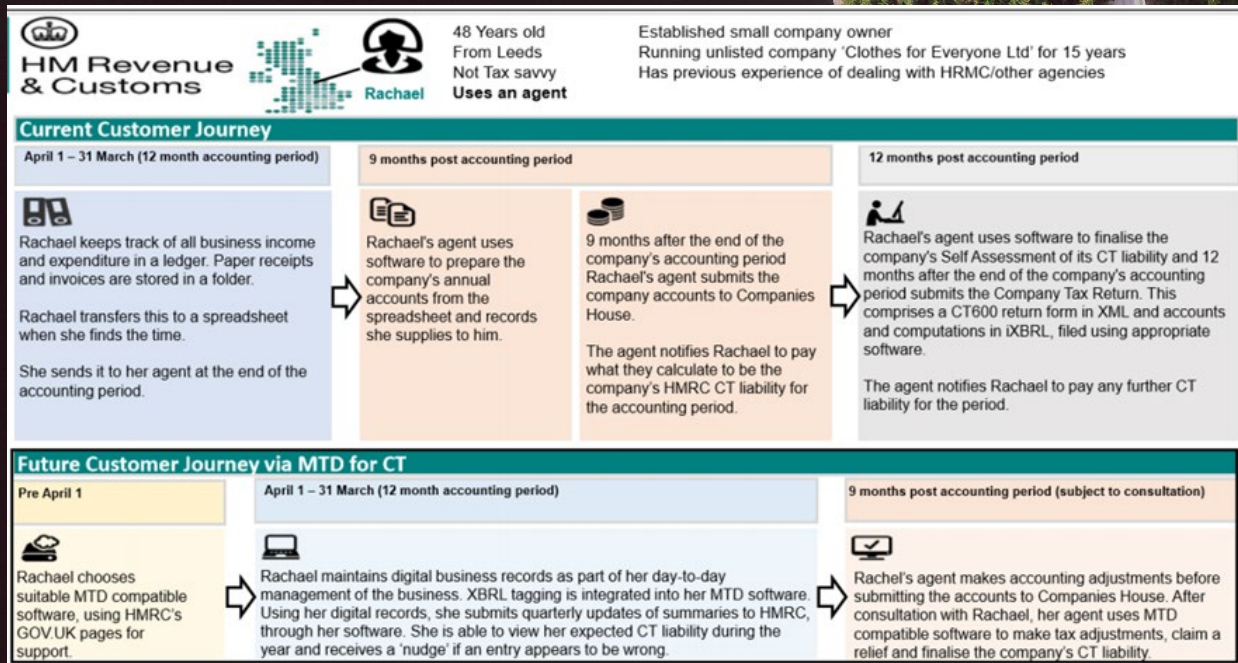 HM Revenue
& Customs
Rachael
48 Years old
From Leeds
Not Tax savvy
Uses an agent
Established small company owner
Running unlisted company ‘Clothes for Everyone Ltd’ for 15 years
Has previous experience of dealing with HRMC/other agencies
Current Customer Journey
April 1 – 31 March (12 month accounting period)
Rachael keeps track of all business income
and expenditure in a ledger. Paper receipts
and invoices are stored in a folder.
Rachael transfers this to a spreadsheet
when she finds the time.
She sends it to her agent at the end of the
accounting period.
9 months post accounting period
Rachael's agent uses
software to prepare the
company's annual
accounts from the
spreadsheet and records
she supplies to him.
9 months after the end of the
company's accounting period
Rachael's agent submits the
company accounts to Companies
House.
The agent notifies Rachael to pay
what they calculate to be the
company's HMRC CT liability for
the accounting period.
12 months post accounting period
Rachael's agent uses software to finalise the
company's Self Assessment of its CT liability and 12
months after the end of the company's accounting
period submits the Company Tax Return. This
comprises a CT600 return form in XML and accounts
and computations in iXBRL, filed using appropriate
software.
The agent notifies Rachael to pay any further CT
liability for the period.
Future Customer Journey via MTD for CT
Pre April 1
Rachael chooses
suitable MTD compatible
software, using HMRC's
GOV.UK pages for
support.
April 1 – 31 March (12 month accounting period)
Rachael maintains digital business records as part of her day-to-day
management of the business. XBRL tagging is integrated into her MTD software.
Using her digital records, she submits quarterly updates of summaries to HMRC,
through her software. She is able to view her expected CT liability during the
year and receives a ‘nudge’ if an entry appears to be wrong.
9 months post accounting period (subject to consultation)
Rachel's agent makes accounting adjustments before
submitting the accounts to Companies House. After
consultation with Rachael, her agent uses MTD
compatible software to make tax adjustments, claim a
relief and finalise the company's CT liability.